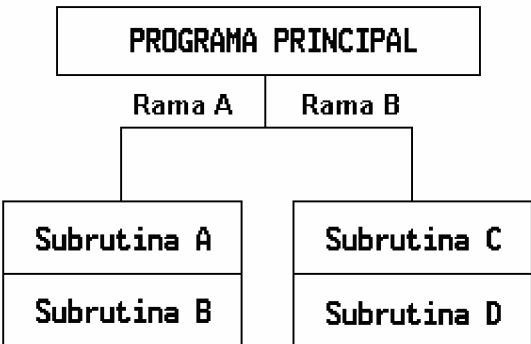 PROGRAMA PRINCIPAL
Rama A Rama B
Subrutina A
Subrutina B
Subrutina C
Subrutina D